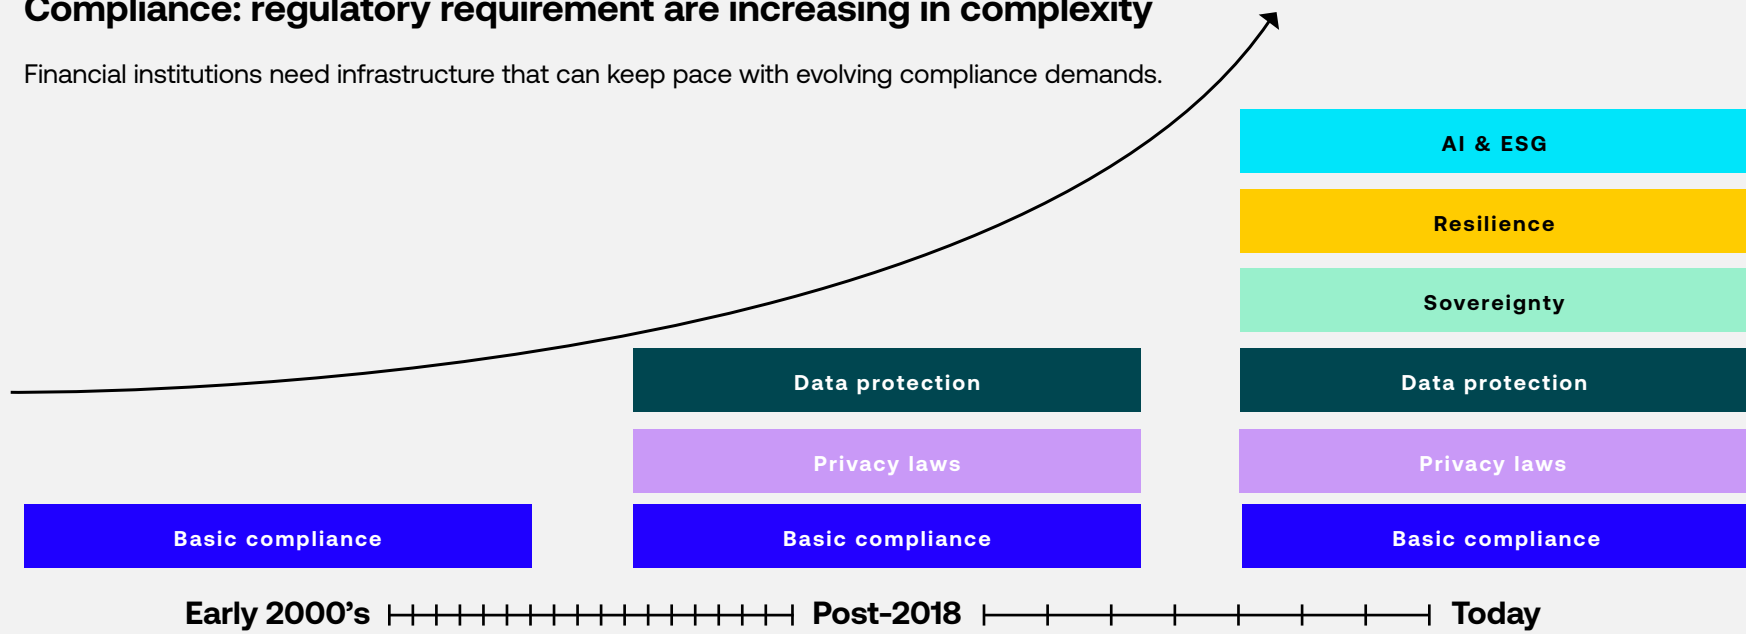 Compliance: regulatory requirement are increasing in complexity
Financial institutions need infrastructure that can keep pace with evolving compliance demands.
AI & ESG
Resilience
Sovereignty
Data protection
Data protection
Privacy laws
Privacy laws
Basic compliance
Basic compliance
Basic compliance
Early 2000’s
Post-2018
Today